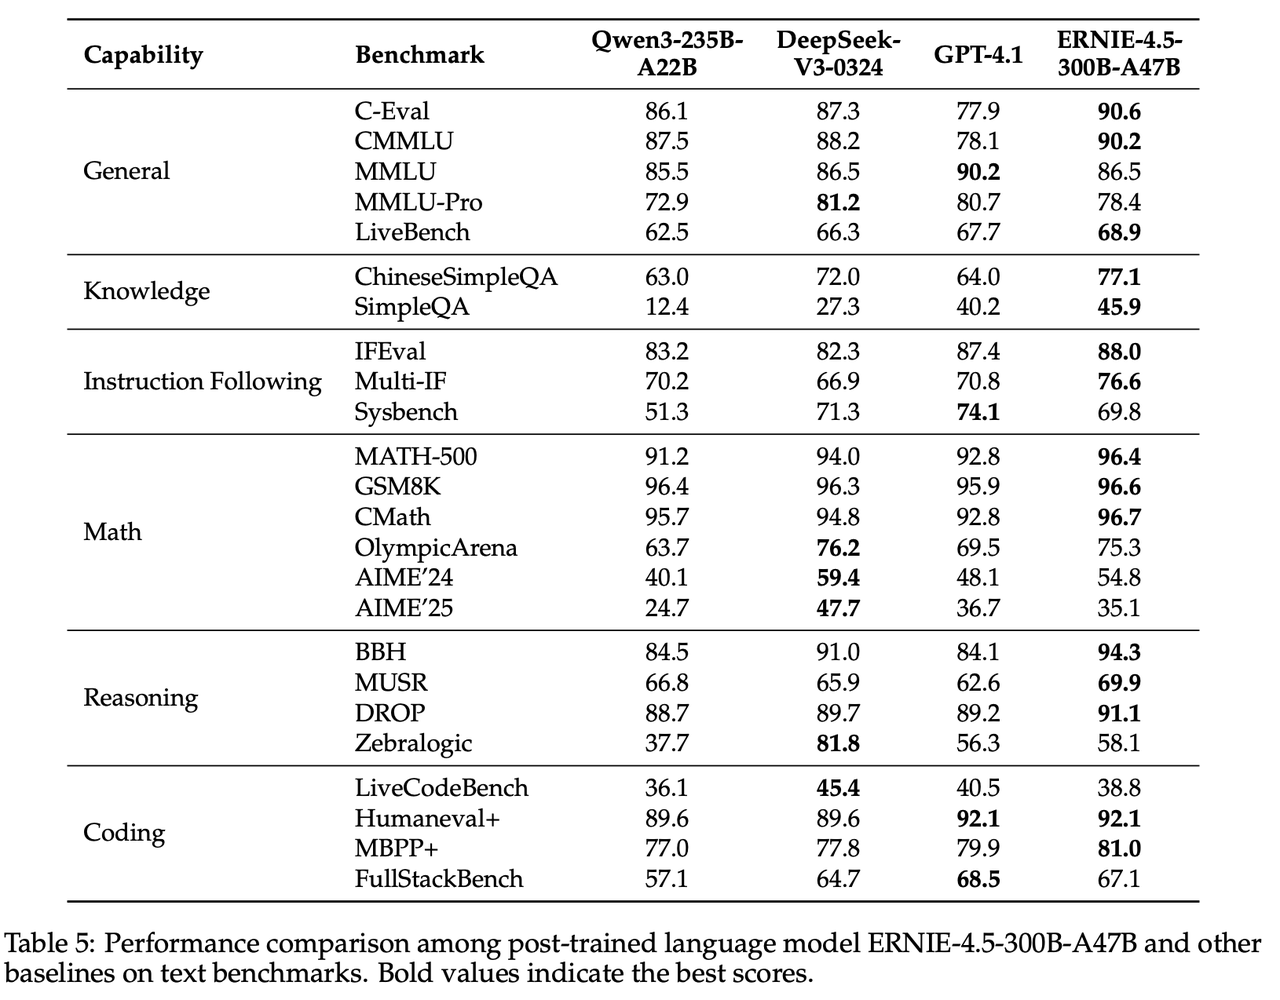 Capability Benchmark Qwen3-235B-A22B DeepSeek-V3-0324 GPT-4.1 ERNIE-4.5-300B-A47B
General
C-Eval 86.1 87.3 77.9 90.6
CMMLU 87.5 88.2 78.1 90.2
MMLU 85.5 86.5 90.2 86.5
MMLU-Pro 72.9 81.2 80.7 78.4
LiveBench 62.5 66.3 67.7 68.9
Knowledge
ChineseSimpleQA 63.0 72.0 64.0 77.1
SimpleQA 12.4 27.3 40.2 45.9
Instruction Following
IFEval 83.2 82.3 87.4 88.0
Multi-IF 70.2 66.9 70.8 76.6
Sysbench 51.3 71.3 74.1 69.8
Math
MATH-500 91.2 94.0 92.8 96.4
GSM8K 96.4 96.3 95.9 96.6
CMath 95.7 94.8 92.8 96.7
OlympicArena 63.7 76.2 69.5 75.3
AIME’24 40.1 59.4 48.1 54.8
AIME’25 24.7 47.7 36.7 35.1
Reasoning
BBH 84.5 91.0 84.1 94.3
MUSR 66.8 65.9 62.6 69.9
DROP 88.7 89.7 89.2 91.1
Zebralogic 37.7 81.8 56.3 58.1
Coding
LiveCodeBench 36.1 45.4 40.5 38.8
Humaneval+ 89.6 89.6 92.1 92.1
MBPP+ 77.0 77.8 79.9 81.0
FullStackBench 57.1 64.7 68.5 67.1
Table 5: Performance comparison among post-trained language model ERNIE-4.5-300B-A47B and other
baselines on text benchmarks. Bold values indicate the best scores.